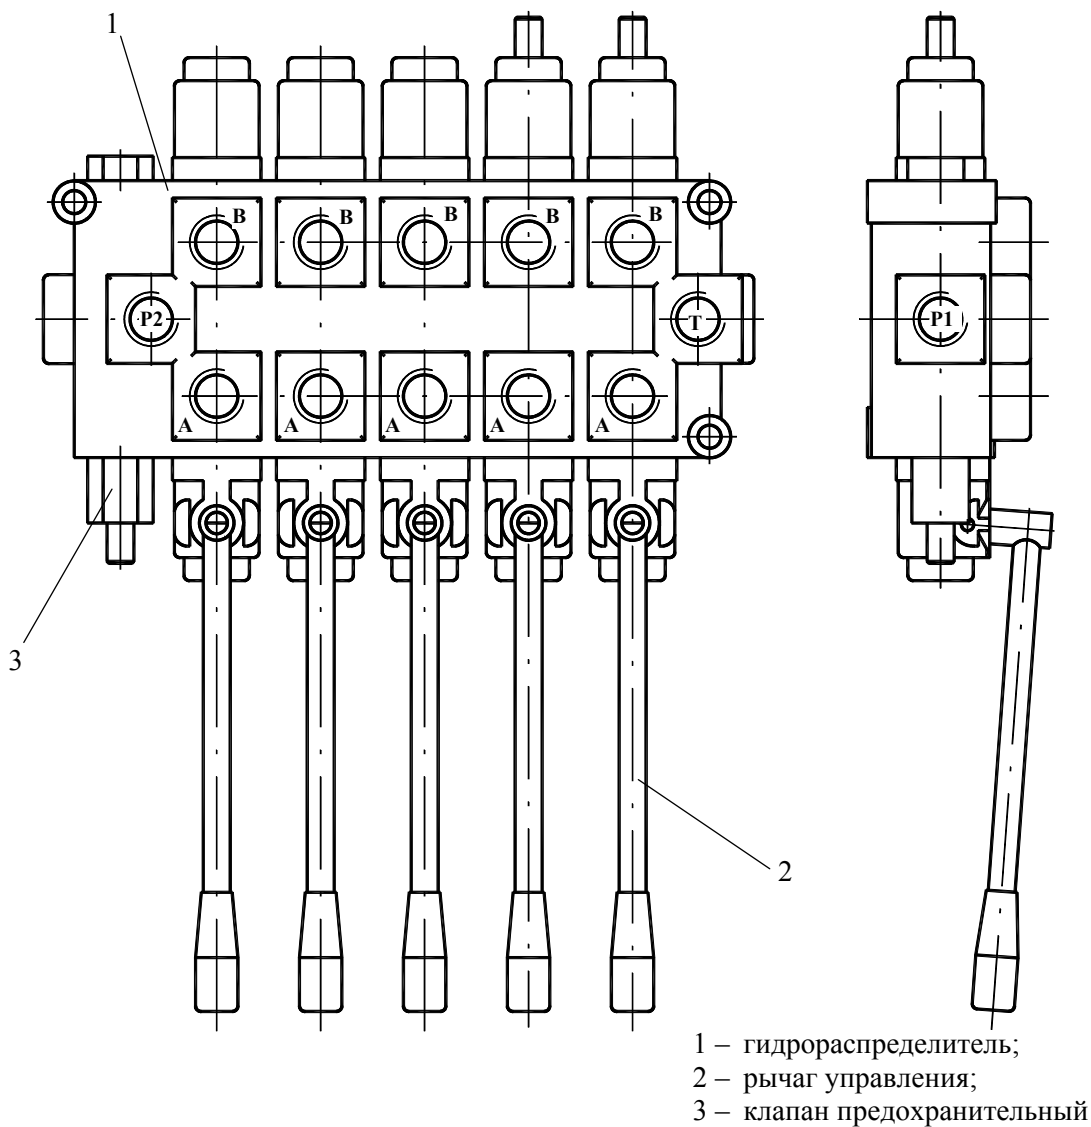 1
B B B B B
P2 T P1
A A A A A
3
2
1 – гидрораспределитель;
2 – рычаг управления;
3 – клапан предохранительный